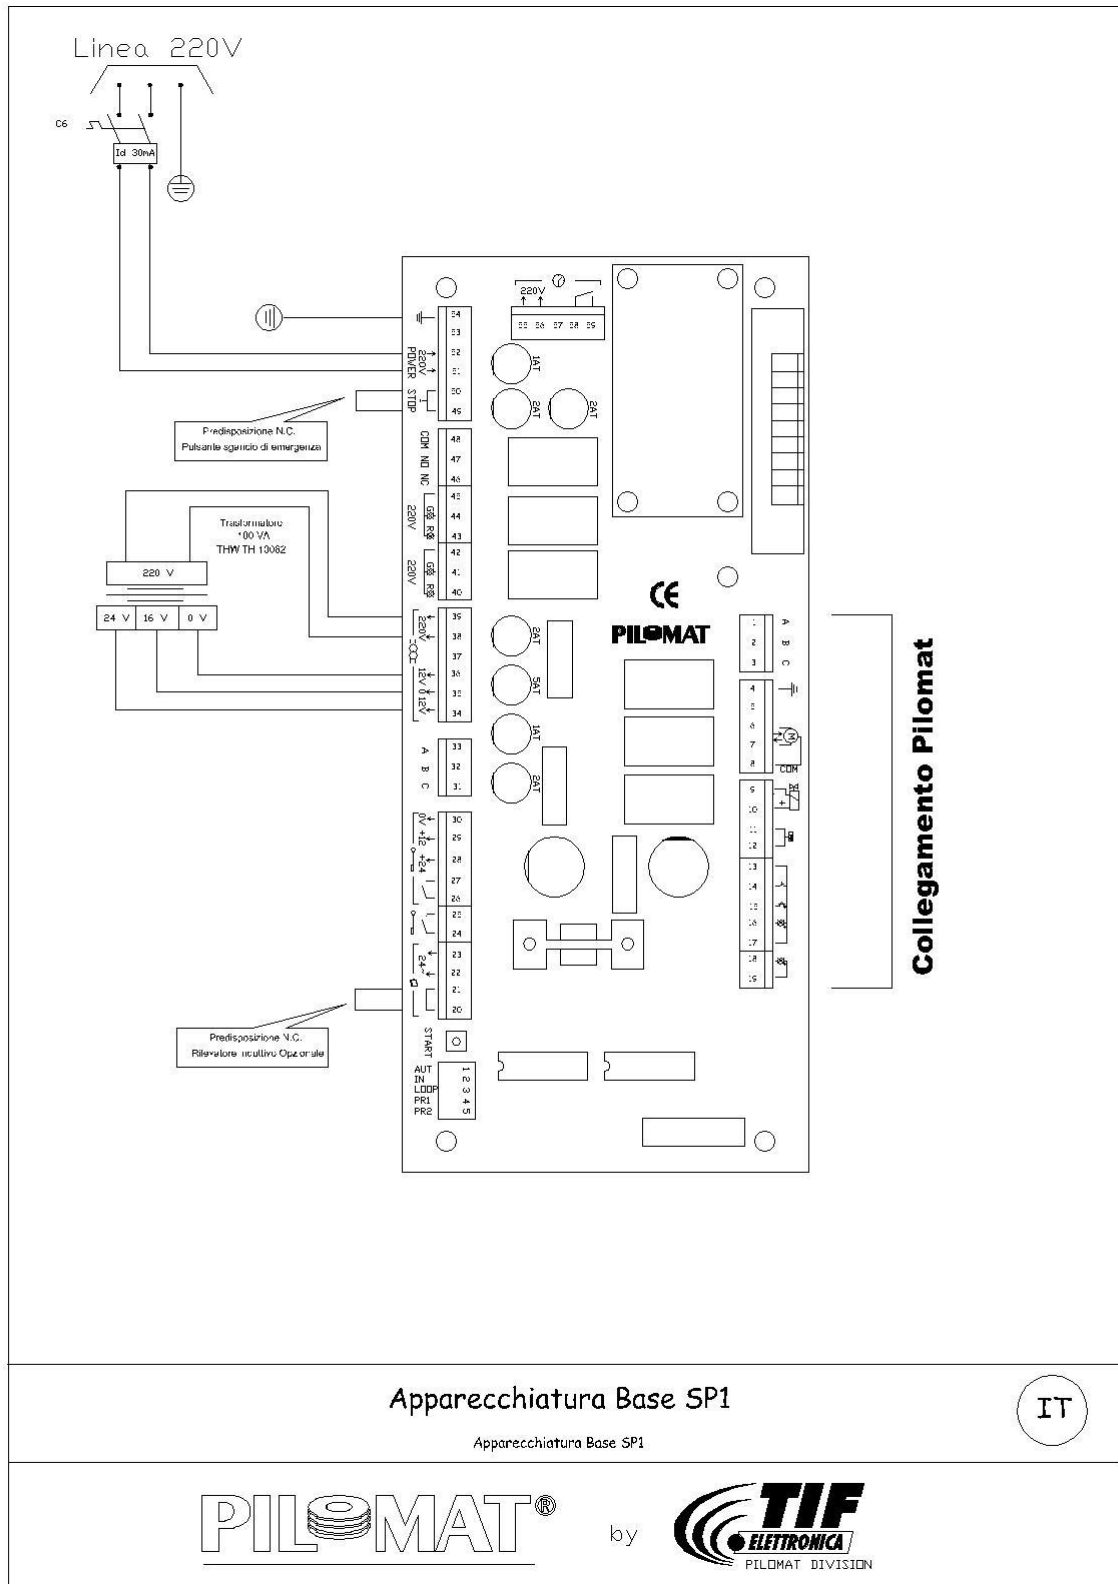 Linea 220V
C6
Id 30mA
220V
55 56 57 58 59
54
53
52
51
50
49
220V
POWER
STOP
1AT
2AT
2AT
Predisposizione N.C.
Pulsante sgancio di emergenza
COM NO NC
48
47
46
45
44
43
42
41
40
220V
220V
Trasformatore
100 VA
220 V
24 V
16 V
0 V
39
38
37
36
35
34
220V
12V 0 12V
2AT
5AT
1AT
2AT
CE
PILOMAT
A
B
C
33
32
31
1
2
3
A
B
C
4
5
6
7
8
M
COM
9
10
+
11
12
13
14
15
16
17
18
19
Collegamento Pilomat
0V +12 +24
30
29
28
27
26
25
24
23
22
21
20
24~
Predisposizione N.C.
Rilevatore Induttivo Opzionale
START
AUT 1
IN 2
LOOP 3
PR1 4
PR2 5
Apparecchiatura Base SP1
IT
Apparecchiatura Base SP1
PILOMAT®
by
TIF
ELETTRONICA
PILOMAT DIVISION